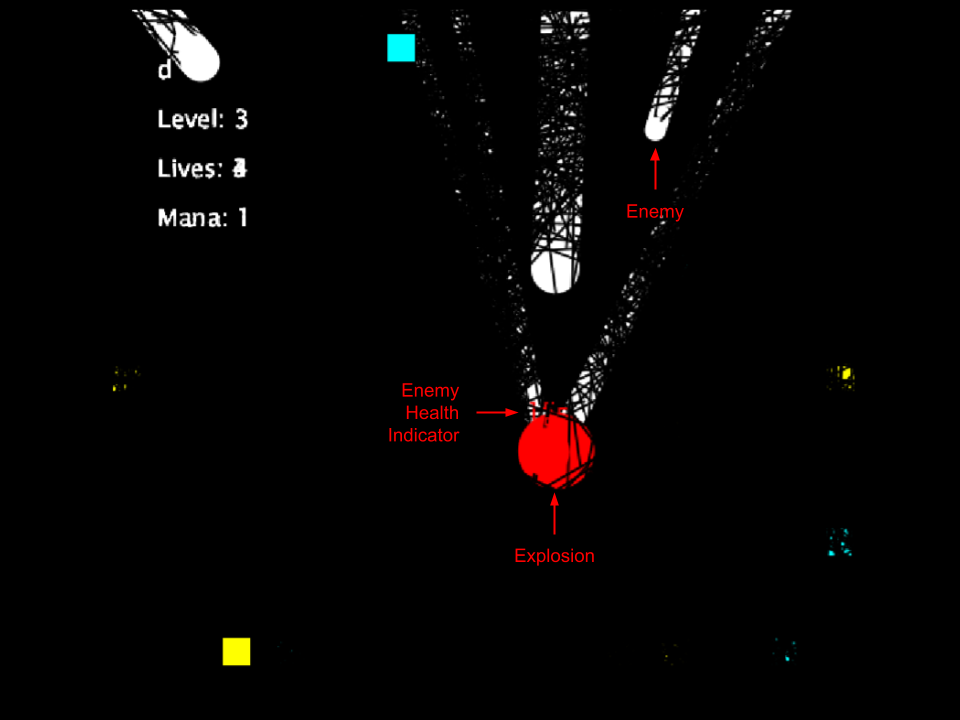 d
Level: 3
Lives:
Mana: 1
Enemy
Enemy
Health
Indicator
Explosion